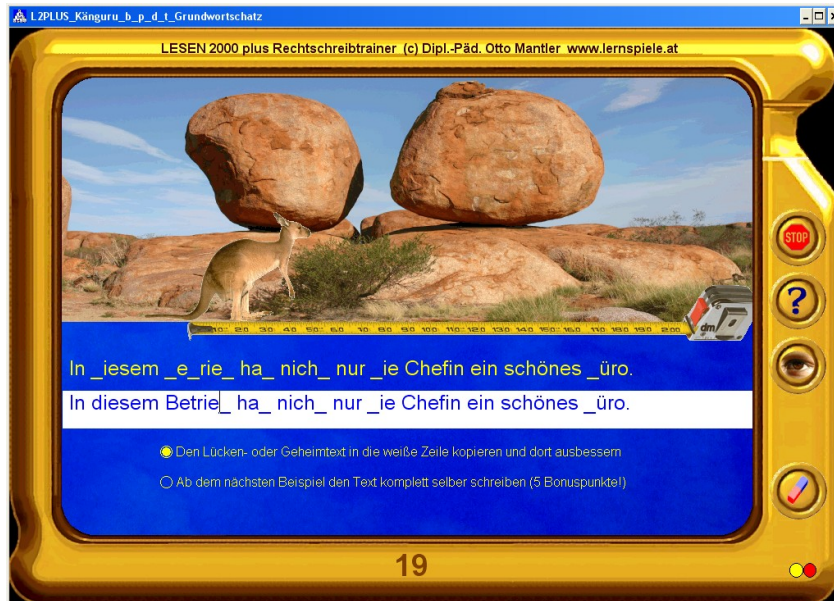 L2PLUS_Känguru_b_p_d_t_Grundwortschatz
LESEN 2000 plus Rechtschreibtrainer (c) Dipl.-Päd. Otto Mantler www.lernspiele.at
STOP
?
dm
In _iesem _e_rie_ ha_ nich_ nur _ie Chefin ein schönes _üro.
In diesem Betrie_ ha_ nich_ nur _ie Chefin ein schönes _üro.
Den Lücken- oder Geheimtext in die weiße Zeile kopieren und dort ausbessern
Ab dem nächsten Beispiel den Text komplett selber schreiben (5 Bonuspunkte!)
19